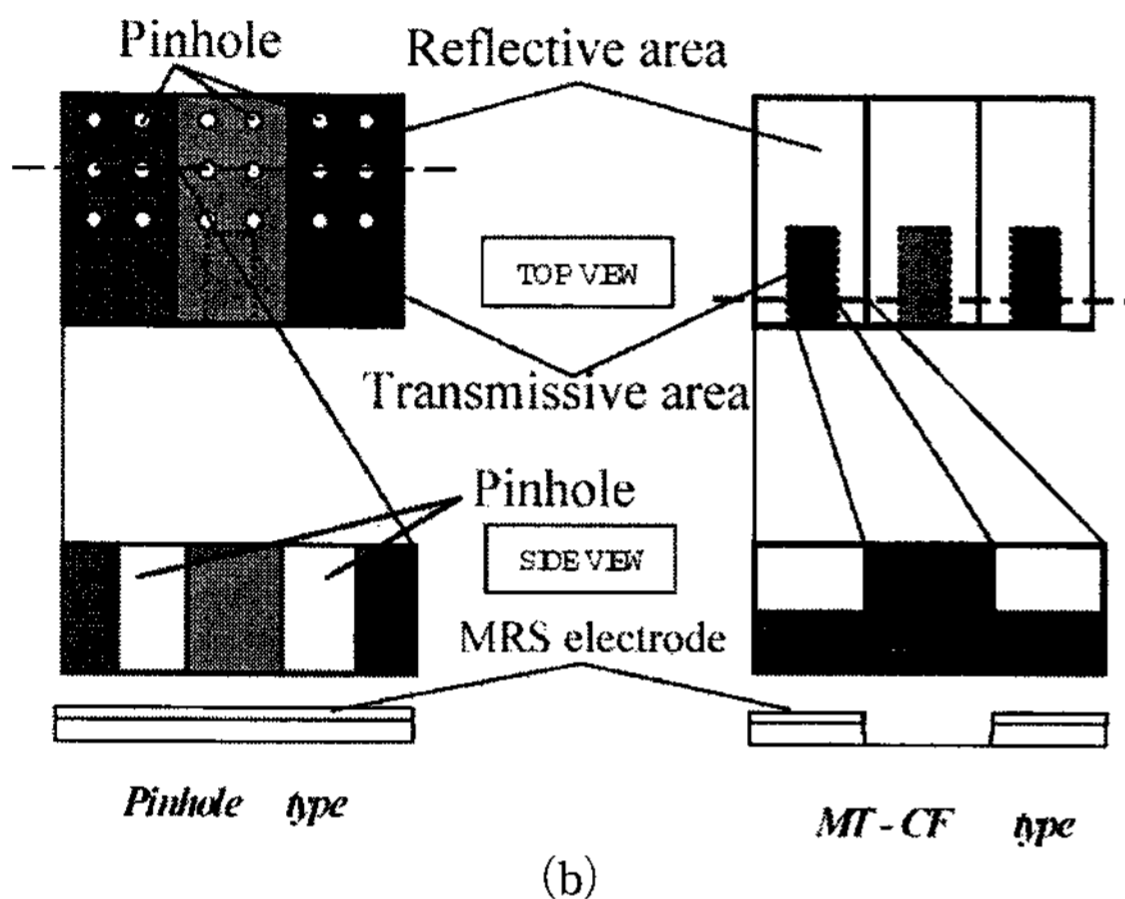 Pinhole
Reflective area
TOP VIEW
Transmissive area
Pinhole
SIDE VIEW
MRS electrode
Pinhole type
MT - CF type
(b)